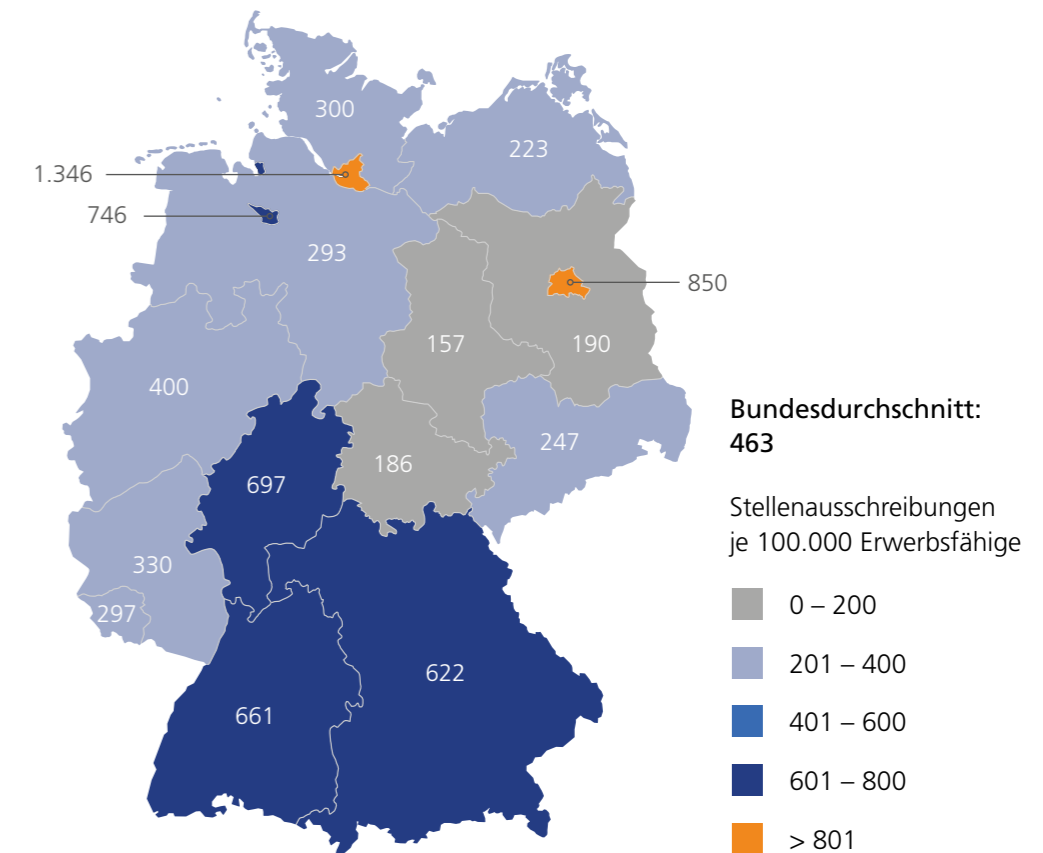 300
223
1.346
746
293
850
157
190
400
247
697
186
330
297
622
661
Bundesdurchschnitt:
463
Stellenausschreibungen
je 100.000 Erwerbsfähige
0 – 200
201 – 400
401 – 600
601 – 800
> 801